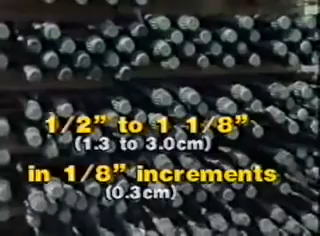 1/2" to 1 1/8"
(1.3 to 3.0cm)
in 1/8" increments
(0.3cm)